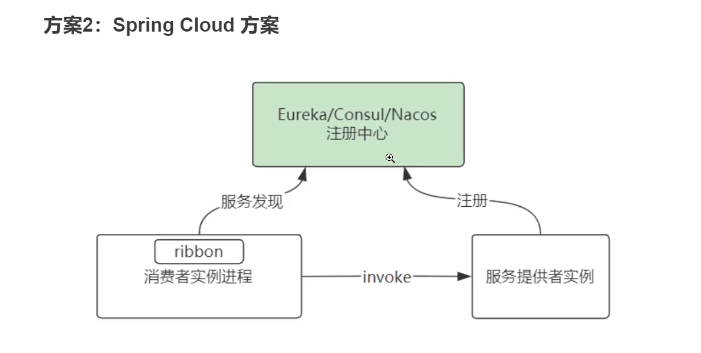 方案2：Spring Cloud 方案
Eureka/Consul/Nacos
注册中心
服务发现
注册
ribbon
消费者实例进程
invoke
服务提供者实例